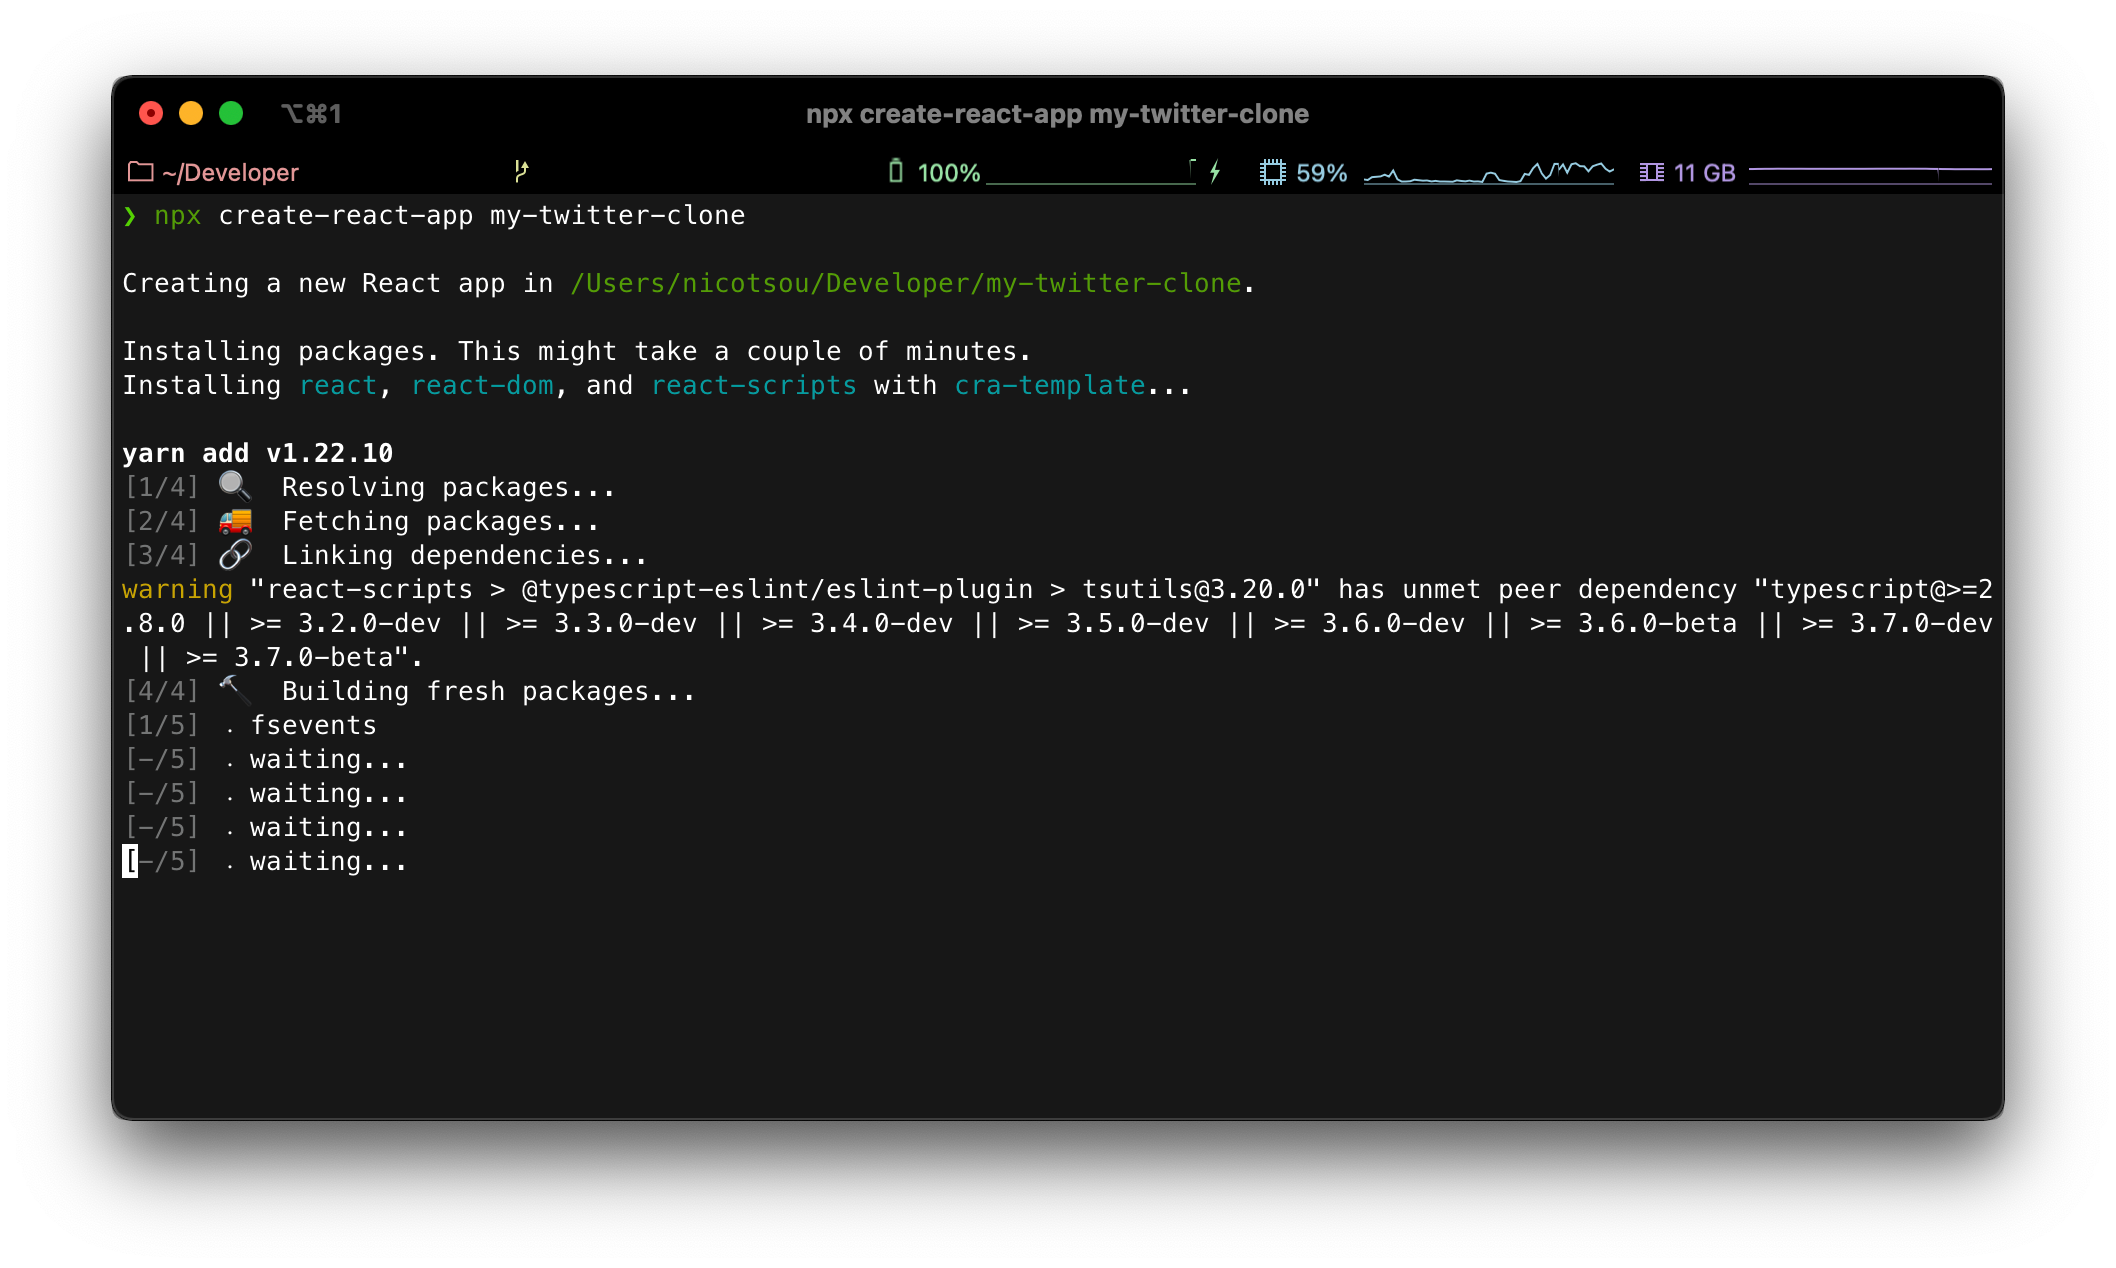 ⌥⌘1 npx create-react-app my-twitter-clone
~/Developer 100% 59% 11 GB
❯ npx create-react-app my-twitter-clone
Creating a new React app in /Users/nicotsou/Developer/my-twitter-clone.
Installing packages. This might take a couple of minutes.
Installing react, react-dom, and react-scripts with cra-template...
yarn add v1.22.10
[1/4] 🔍 Resolving packages...
[2/4] 🚚 Fetching packages...
[3/4] 🔗 Linking dependencies...
warning "react-scripts > @typescript-eslint/eslint-plugin > tsutils@3.20.0" has unmet peer dependency "typescript@>=2
.8.0 || >= 3.2.0-dev || >= 3.3.0-dev || >= 3.4.0-dev || >= 3.5.0-dev || >= 3.6.0-dev || >= 3.6.0-beta || >= 3.7.0-dev
|| >= 3.7.0-beta".
[4/4] 🔨 Building fresh packages...
[1/5] . fsevents
[-/5] . waiting...
[-/5] . waiting...
[-/5] . waiting...
[-/5] . waiting...